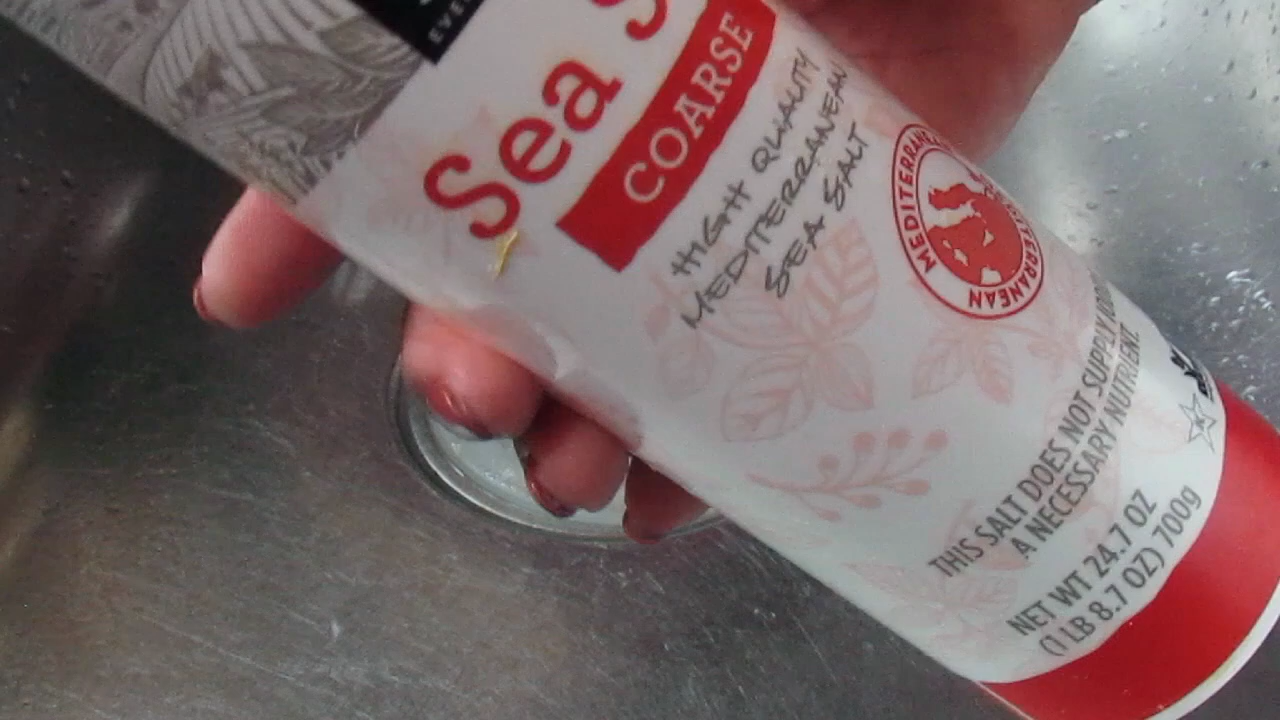 Sea
COARSE
HIGH QUALITY
MEDITERRANEAN
SEA SALT
MEDITERRANEAN
THIS SALT DOES NOT SUPPLY
A NECESSARY NUTRIENT.
NET WT 24.7 OZ
(1 LB 8.7 OZ) 700g
K